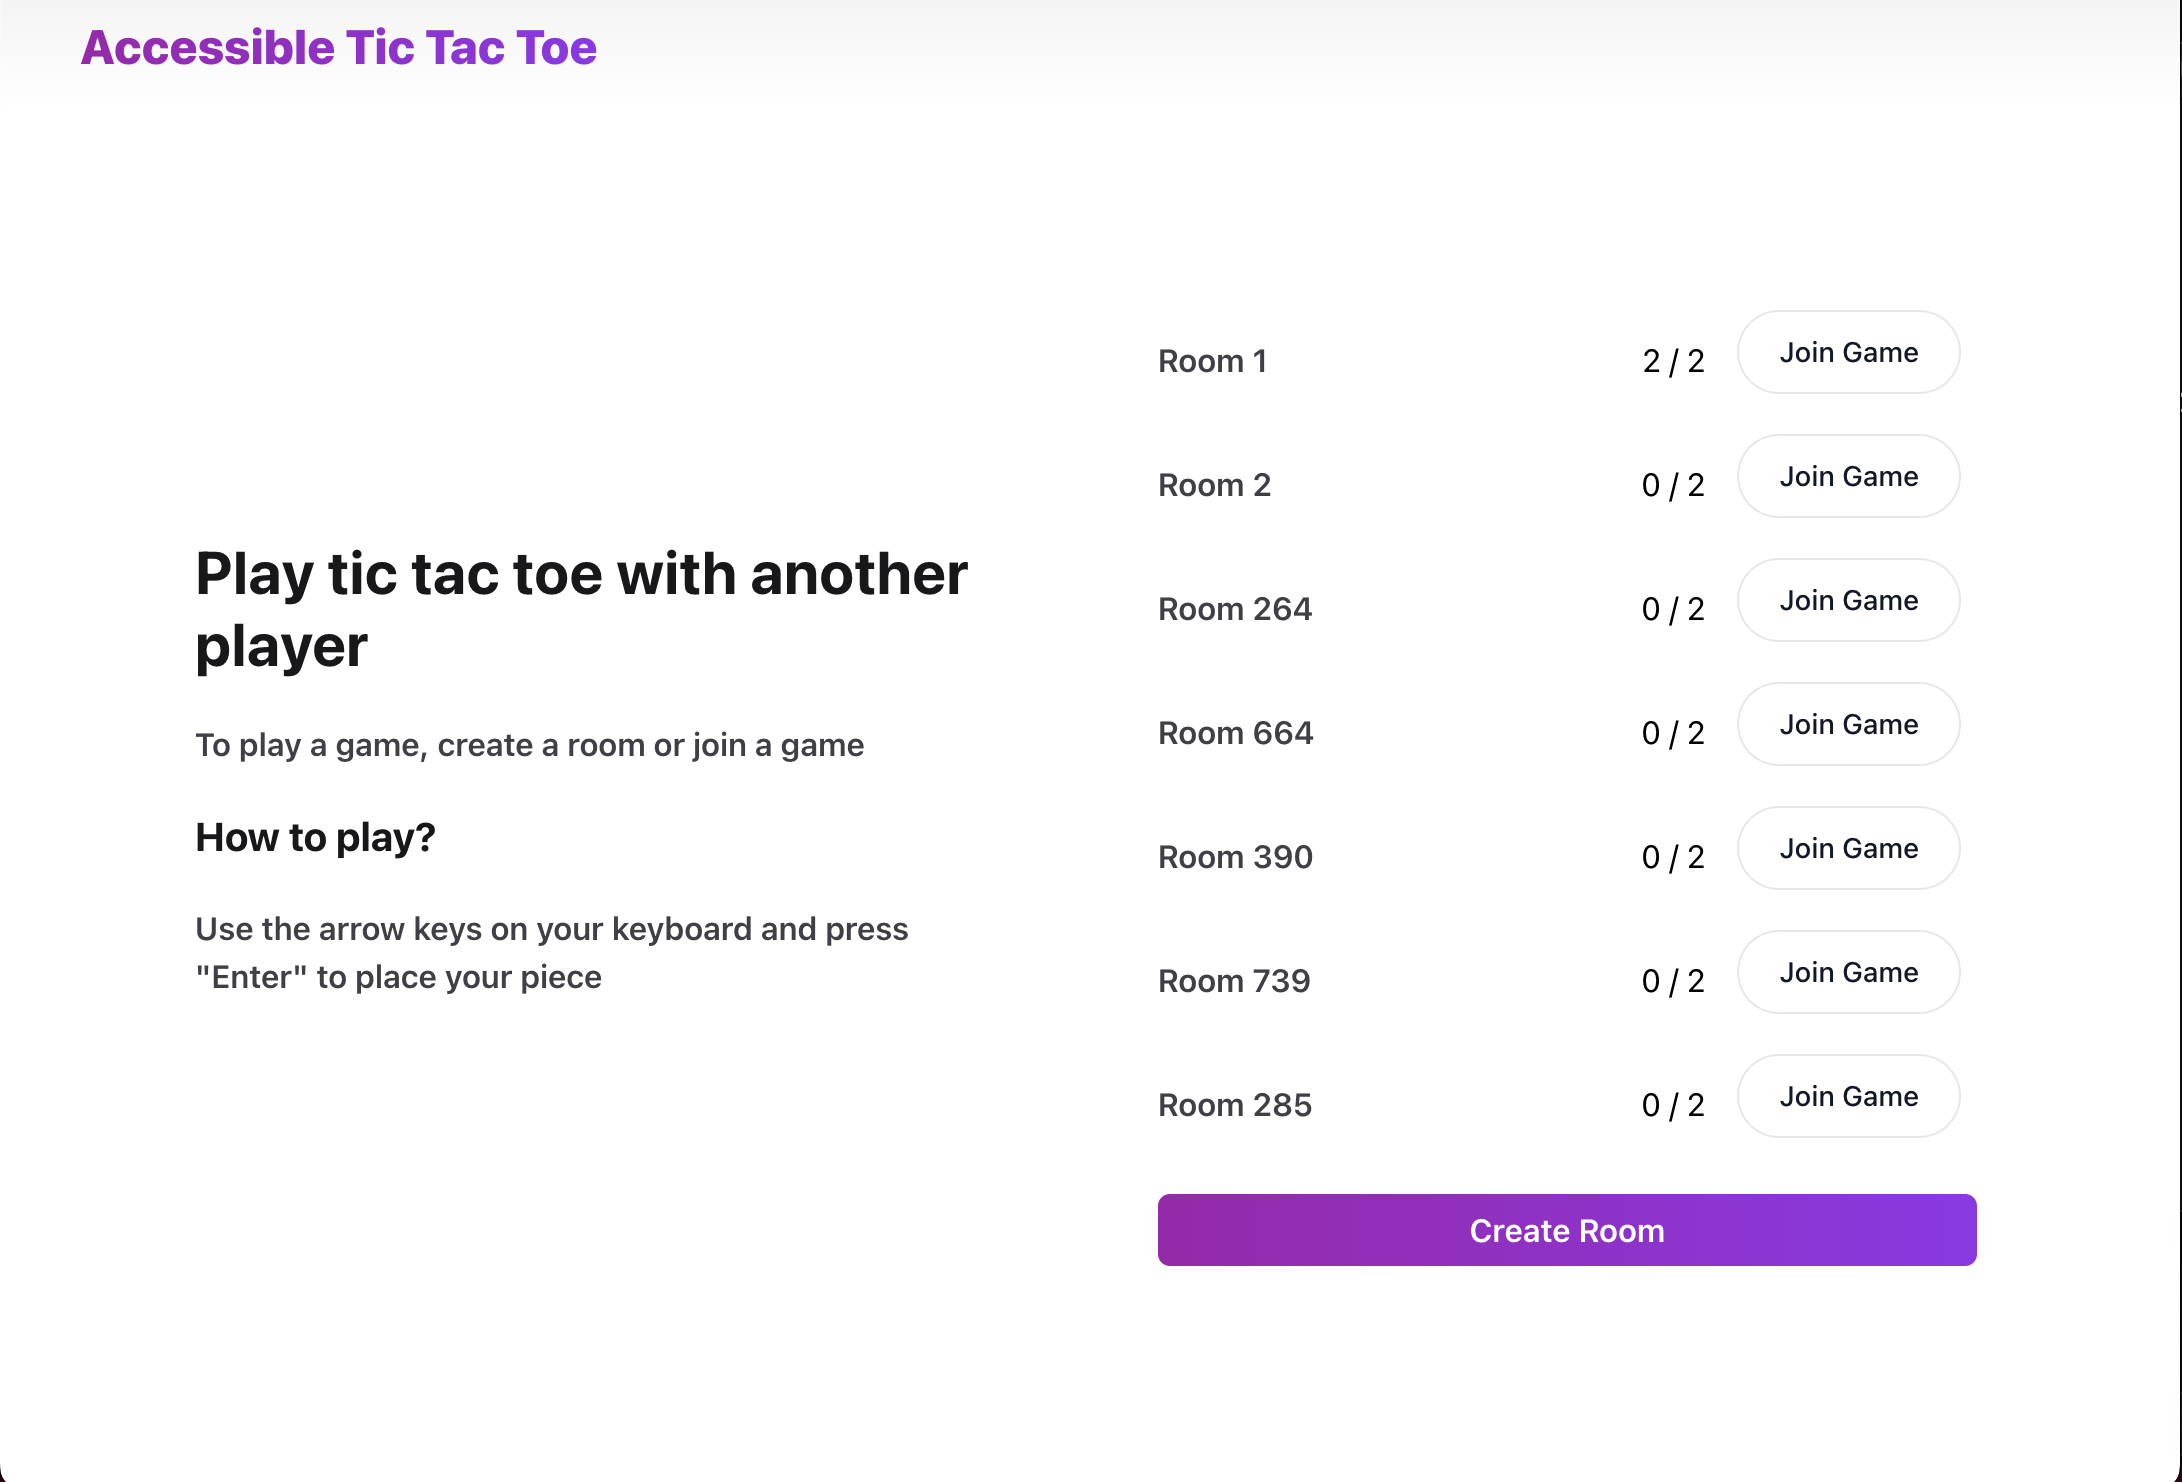 Accessible Tic Tac Toe
Play tic tac toe with another
player
To play a game, create a room or join a game
How to play?
Use the arrow keys on your keyboard and press
"Enter" to place your piece
Room 1 2 / 2 Join Game
Room 2 0 / 2 Join Game
Room 264 0 / 2 Join Game
Room 664 0 / 2 Join Game
Room 390 0 / 2 Join Game
Room 739 0 / 2 Join Game
Room 285 0 / 2 Join Game
Create Room